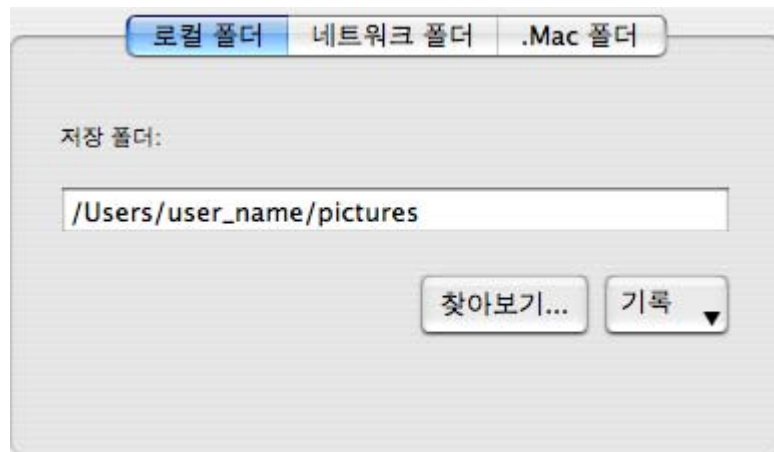 로컬 폴더 네트워크 폴더 .Mac 폴더
저장 폴더:
/Users/user_name/pictures
찾아보기... 기록